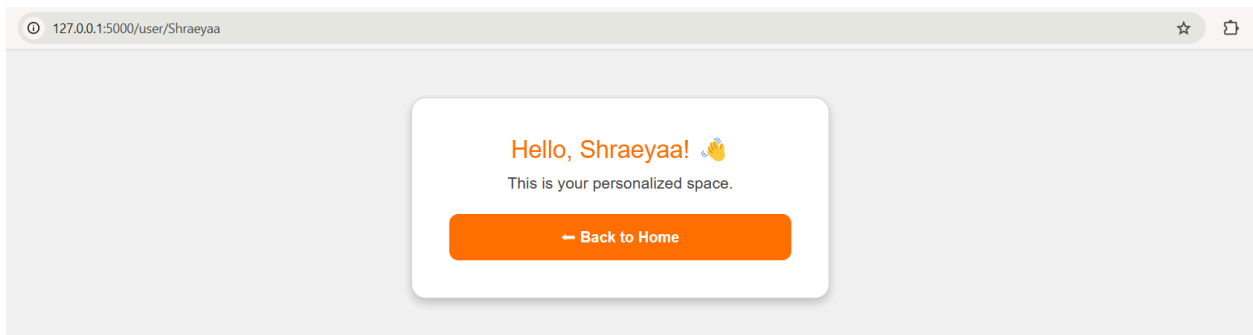 127.0.0.1:5000/user/Shraeyaa
Hello, Shraeyaa! 👋
This is your personalized space.
⬅ Back to Home